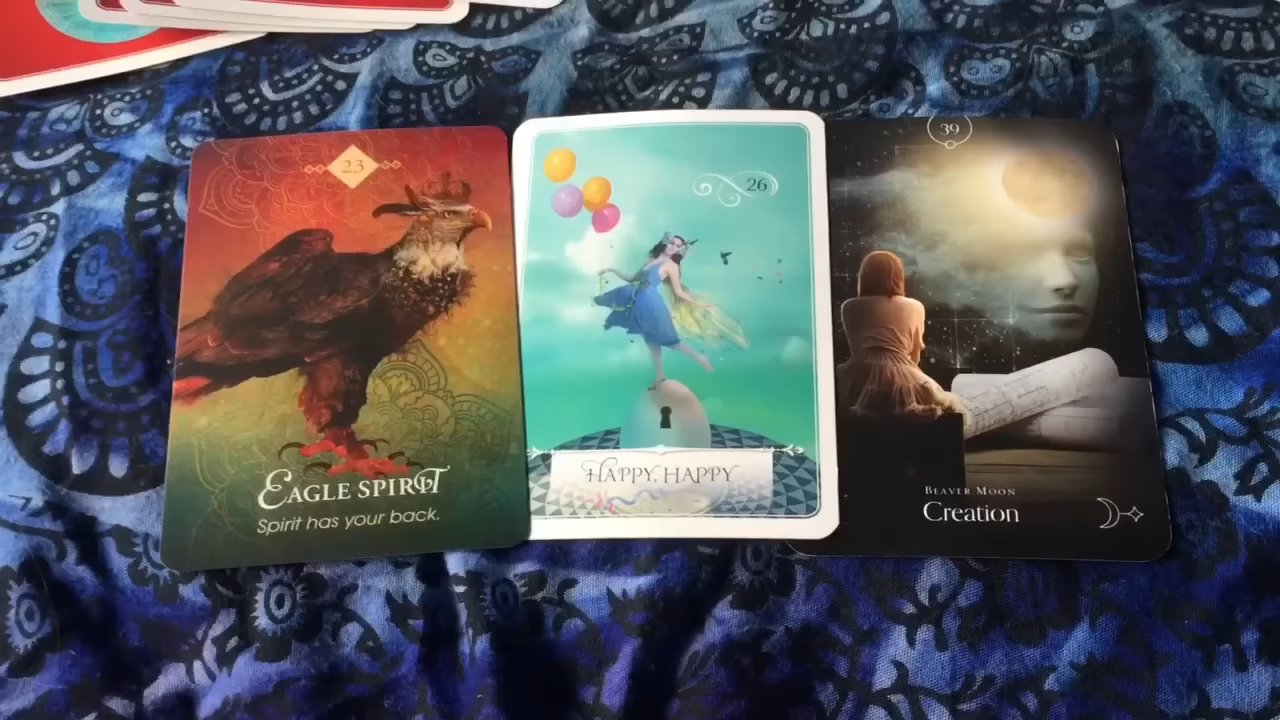 23
EAGLE SPIRIT
Spirit has your back.
26
HAPPY, HAPPY
39
BEAVER MOON
Creation